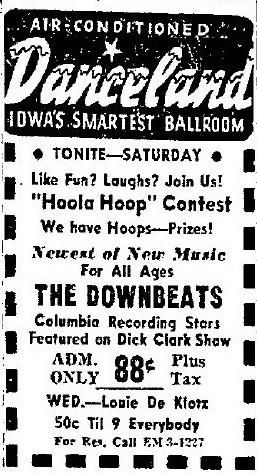 AIR-CONDITIONED
Danceland
IOWA'S SMARTEST BALLROOM
• TONITE—SATURDAY •
Like Fun? Laughs? Join Us!
"Hoola Hoop" Contest
We have Hoops—Prizes!
Newest of New Music
For All Ages
THE DOWNBEATS
Columbia Recording Stars
Featured on Dick Clark Show
ADM. ONLY 88¢ Plus Tax
WED.—Louie De Klotz
50c Til 9 Everybody
For Res. Call EM 3-1227